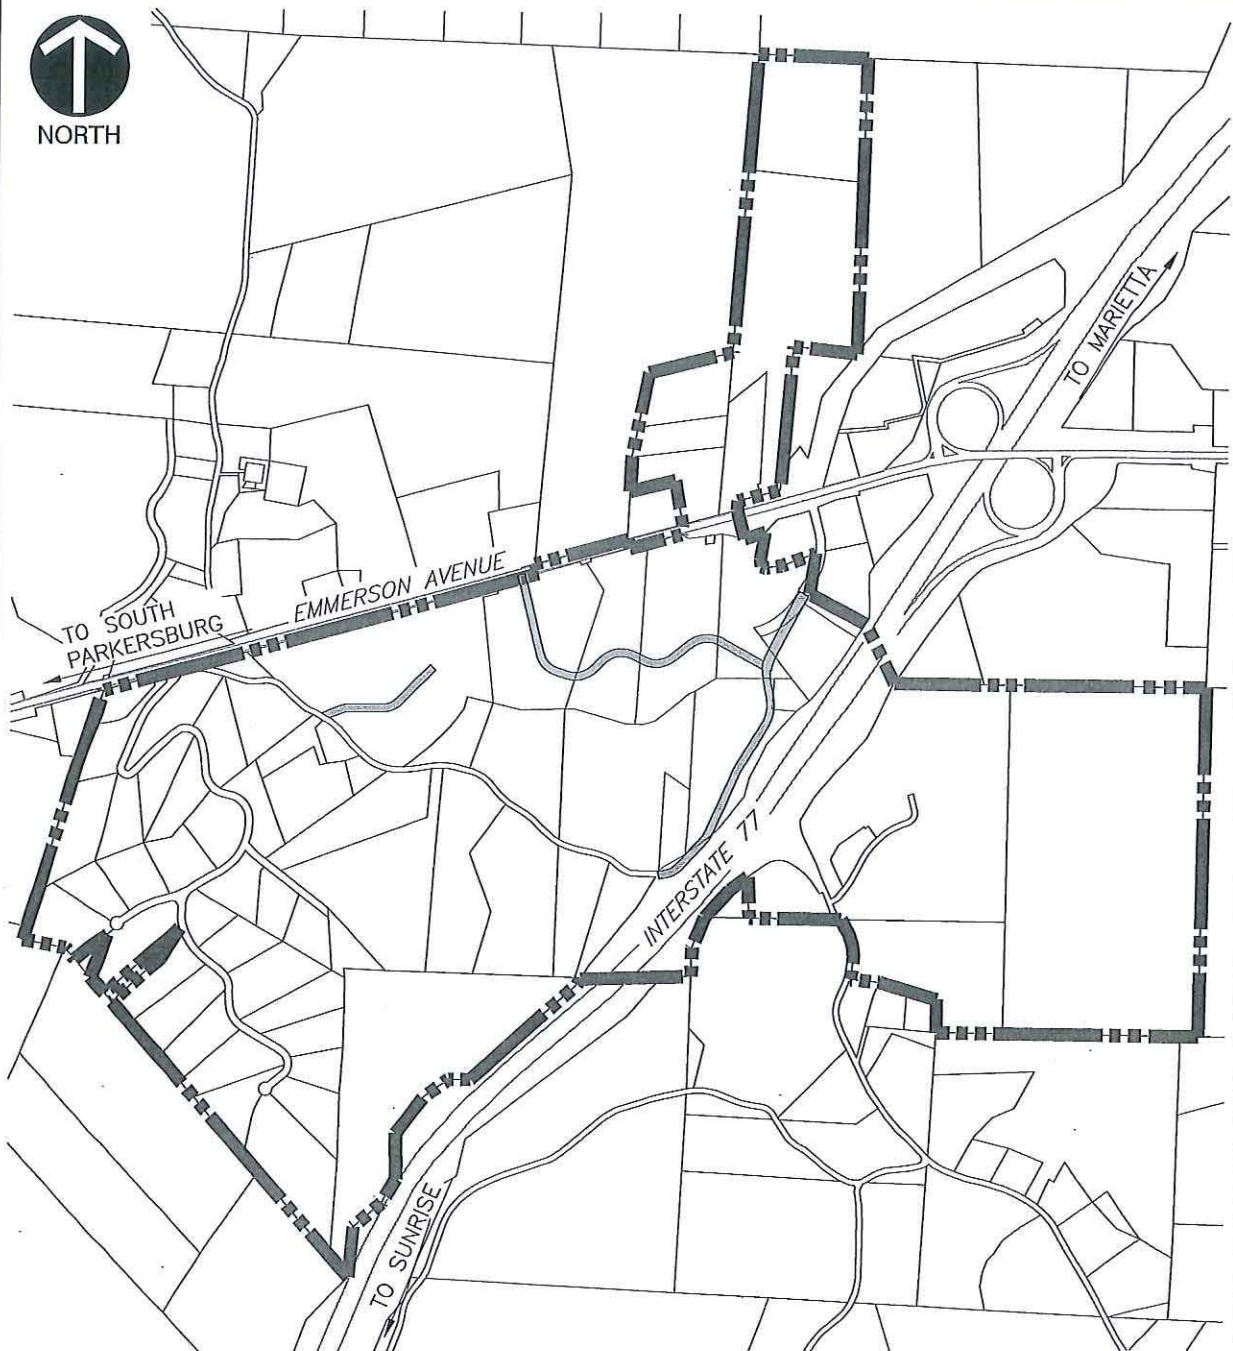 NORTH
TO MARIETTA
EMMERSON AVENUE
TO SOUTH
PARKERSBURG
INTERSTATE 77
TO SUNRISE